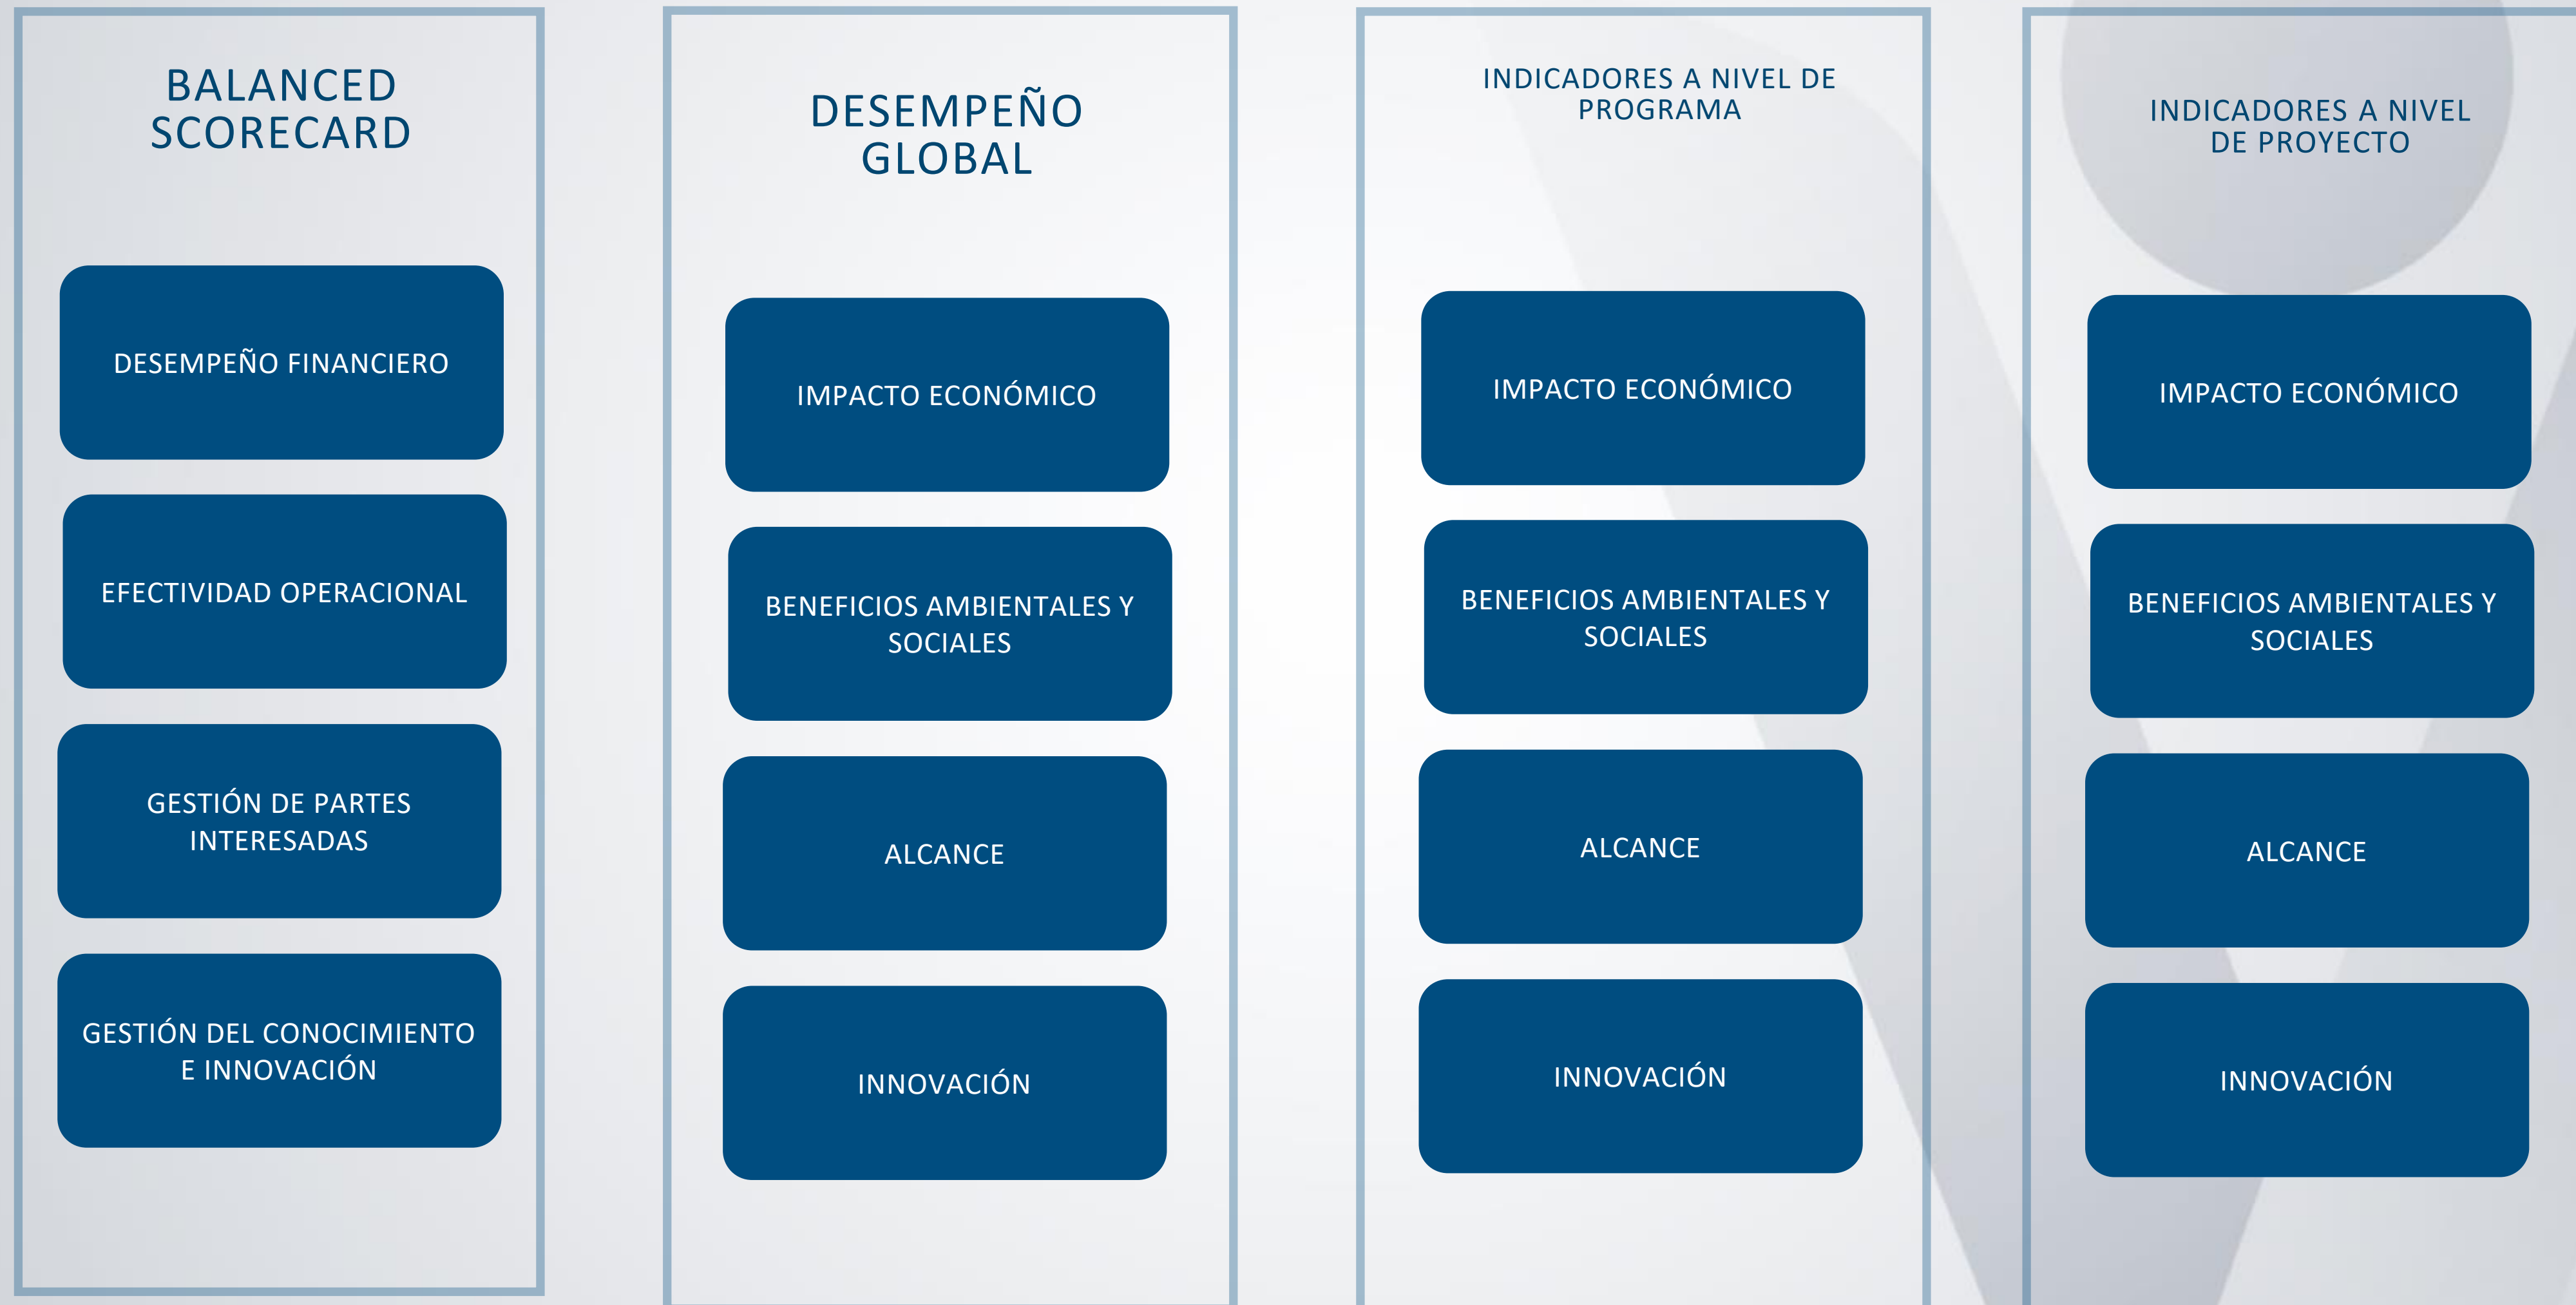 BALANCED
SCORECARD
DESEMPEÑO FINANCIERO
EFECTIVIDAD OPERACIONAL
GESTIÓN DE PARTES
INTERESADAS
GESTIÓN DEL CONOCIMIENTO
E INNOVACIÓN
DESEMPEÑO
GLOBAL
IMPACTO ECONÓMICO
BENEFICIOS AMBIENTALES Y
SOCIALES
ALCANCE
INNOVACIÓN
INDICADORES A NIVEL DE
PROGRAMA
IMPACTO ECONÓMICO
BENEFICIOS AMBIENTALES Y
SOCIALES
ALCANCE
INNOVACIÓN
INDICADORES A NIVEL
DE PROYECTO
IMPACTO ECONÓMICO
BENEFICIOS AMBIENTALES Y
SOCIALES
ALCANCE
INNOVACIÓN